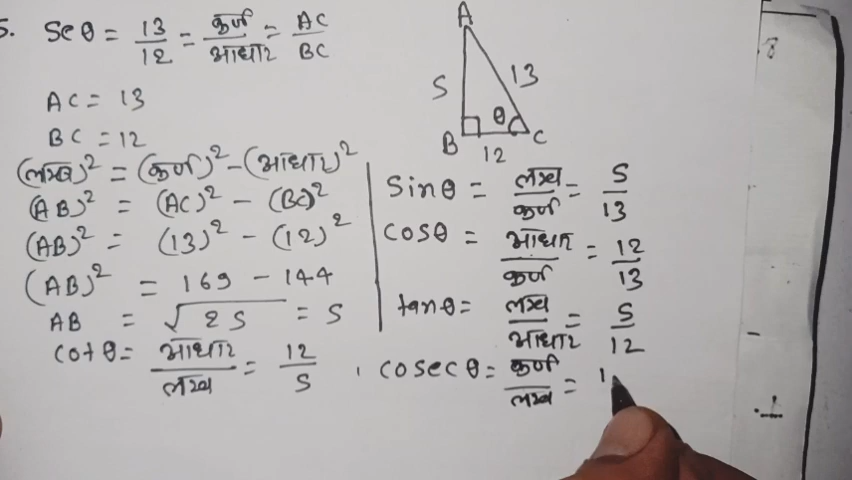 5. Secθ = 13/12 = कर्ण/आधार = AC/BC
AC = 13
BC = 12
(लम्ब)² = (कर्ण)² - (आधार)²
(AB)² = (AC)² - (BC)²
(AB)² = (13)² - (12)²
(AB)² = 169 - 144
AB = √25 = 5
cotθ = आधार/लम्ब = 12/5
A
5
13
θ
B
C
12
Sinθ = लम्ब/कर्ण = 5/13
cosθ = आधार/कर्ण = 12/13
tanθ = लम्ब/आधार = 5/12
cosecθ = कर्ण/लम्ब = 1